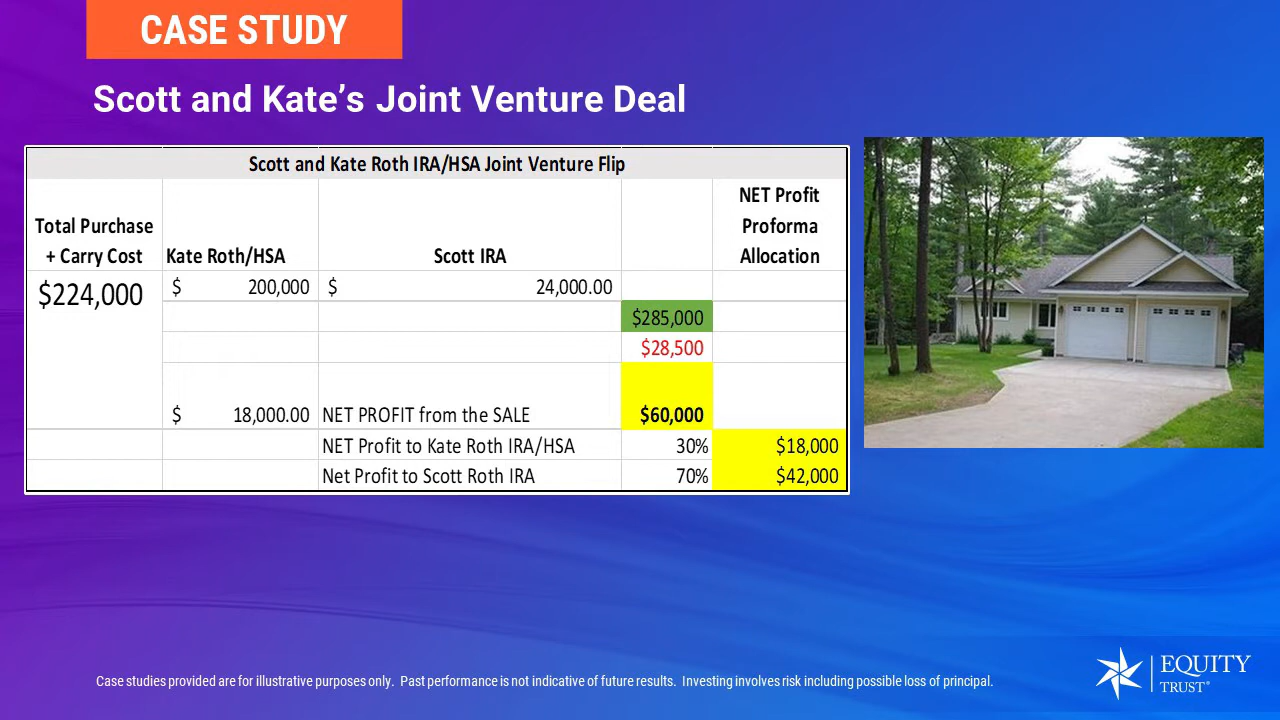 CASE STUDY
Scott and Kate’s Joint Venture Deal
Scott and Kate Roth IRA/HSA Joint Venture Flip
Total Purchase
+ Carry Cost
Kate Roth/HSA
Scott IRA
NET Profit
Proforma
Allocation
$224,000
$ 200,000
$ 24,000.00
$285,000
$28,500
$ 18,000.00 NET PROFIT from the SALE $60,000
NET Profit to Kate Roth IRA/HSA 30% $18,000
Net Profit to Scott Roth IRA 70% $42,000
Case studies provided are for illustrative purposes only. Past performance is not indicative of future results. Investing involves risk including possible loss of principal.
EQUITY
TRUST®